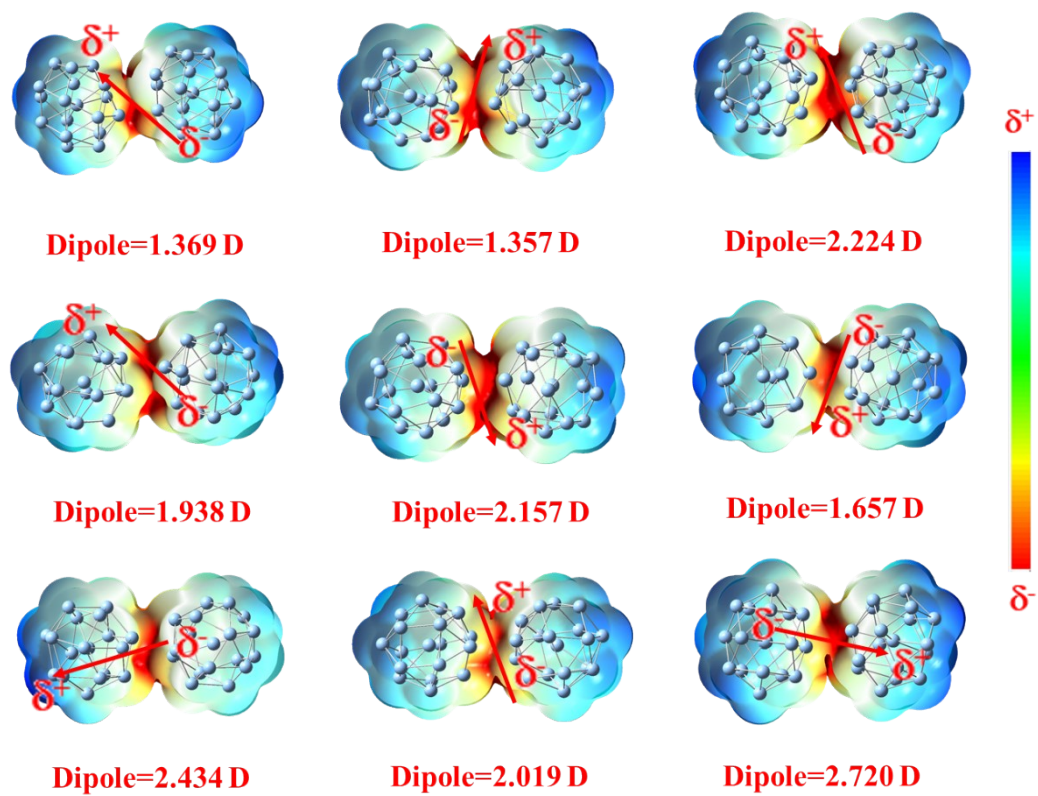 δ⁺
δ⁻
Dipole=1.369 D
δ⁺
δ⁻
Dipole=1.357 D
δ⁺
δ⁻
Dipole=2.224 D
δ⁺
δ⁻
Dipole=1.938 D
δ⁻
δ⁺
Dipole=2.157 D
δ⁻
δ⁺
Dipole=1.657 D
δ⁻
δ⁺
Dipole=2.434 D
δ⁺
δ⁻
Dipole=2.019 D
δ⁻
δ⁺
Dipole=2.720 D
δ⁺
δ⁻